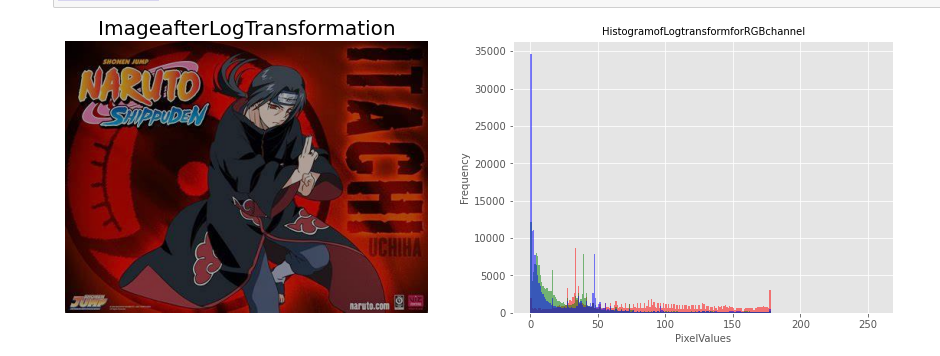 ImageafterLogTransformation
SHONEN JUMP
NARUTO
SHIPPUDEN
ITACHI
UCHIHA
JUMP
naruto.com
HistogramofLogtransformforRGBchannel
Frequency
35000
30000
25000
20000
15000
10000
5000
0
0 50 100 150 200 250
PixelValues